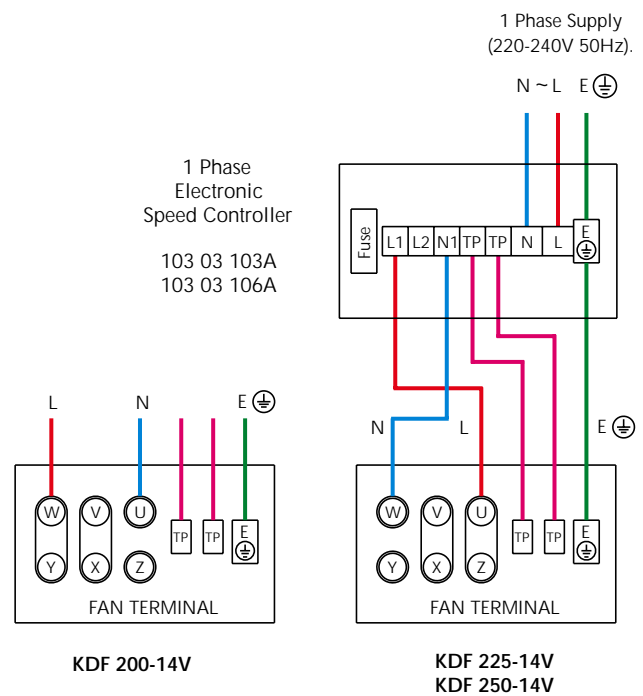 1 Phase Supply
(220-240V 50Hz).
N ~ L E
1 Phase
Electronic
Speed Controller
103 03 103A
103 03 106A
Fuse
L1 L2 N1 TP TP N L E
L N E
N L E
W V U
TP TP E
Y X Z
FAN TERMINAL
KDF 200-14V
W V U
TP TP E
Y X Z
FAN TERMINAL
KDF 225-14V
KDF 250-14V